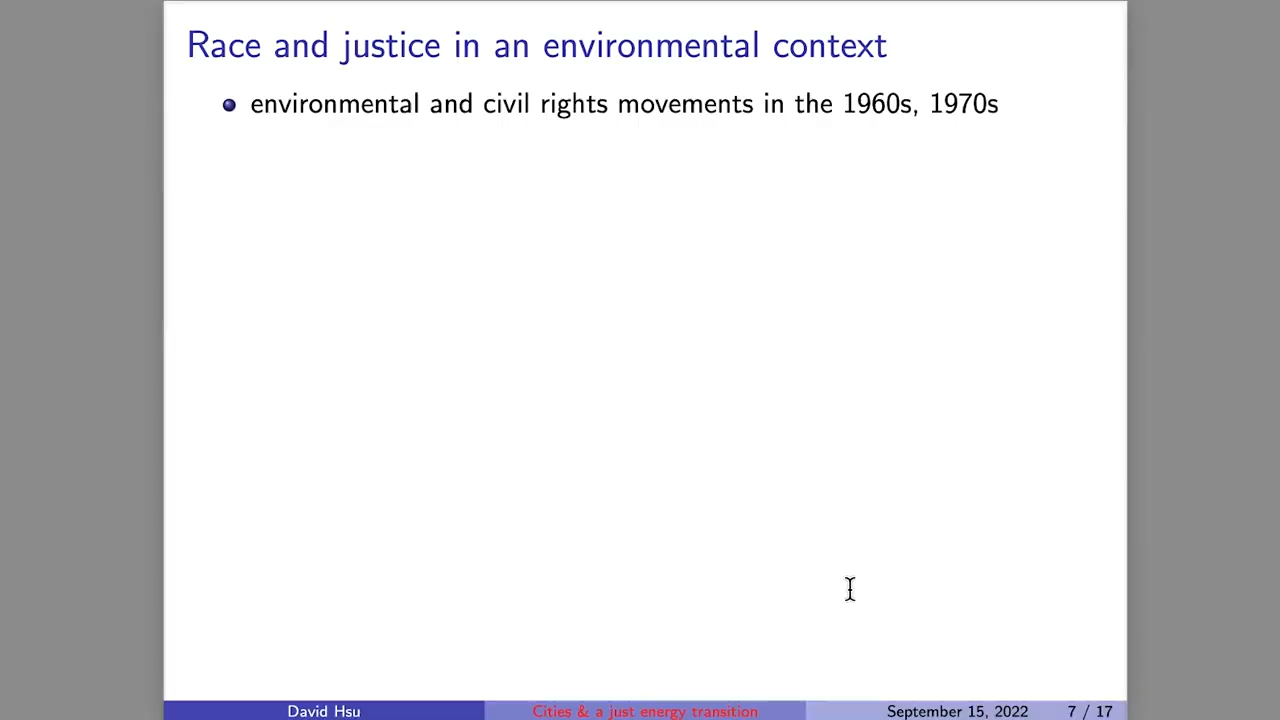 Race and justice in an environmental context
environmental and civil rights movements in the 1960s, 1970s
David Hsu
Cities & a just energy transition
September 15, 2022
7 / 17